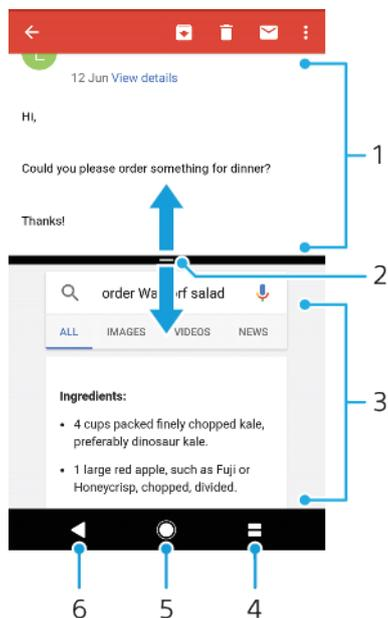 12 Jun View details
Hi,
Could you please order something for dinner?
Thanks!
1
2
order Wa rf salad
ALL IMAGES VIDEOS NEWS
Ingredients:
• 4 cups packed finely chopped kale,
preferably dinosaur kale.
• 1 large red apple, such as Fuji or
Honeycrisp, chopped, divided.
3
6 5 4